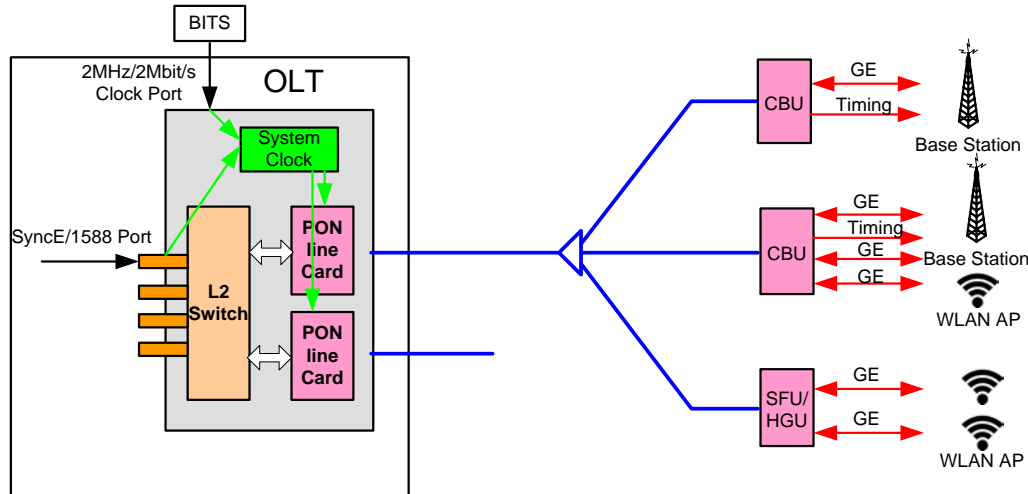 BITS
2MHz/2Mbit/s
Clock Port
OLT
System
Clock
SyncE/1588 Port
L2
Switch
PON
line
Card
PON
line
Card
CBU
GE
Timing
Base Station
CBU
GE
Timing
GE
GE
Base Station
WLAN AP
SFU/
HGU
GE
GE
WLAN AP